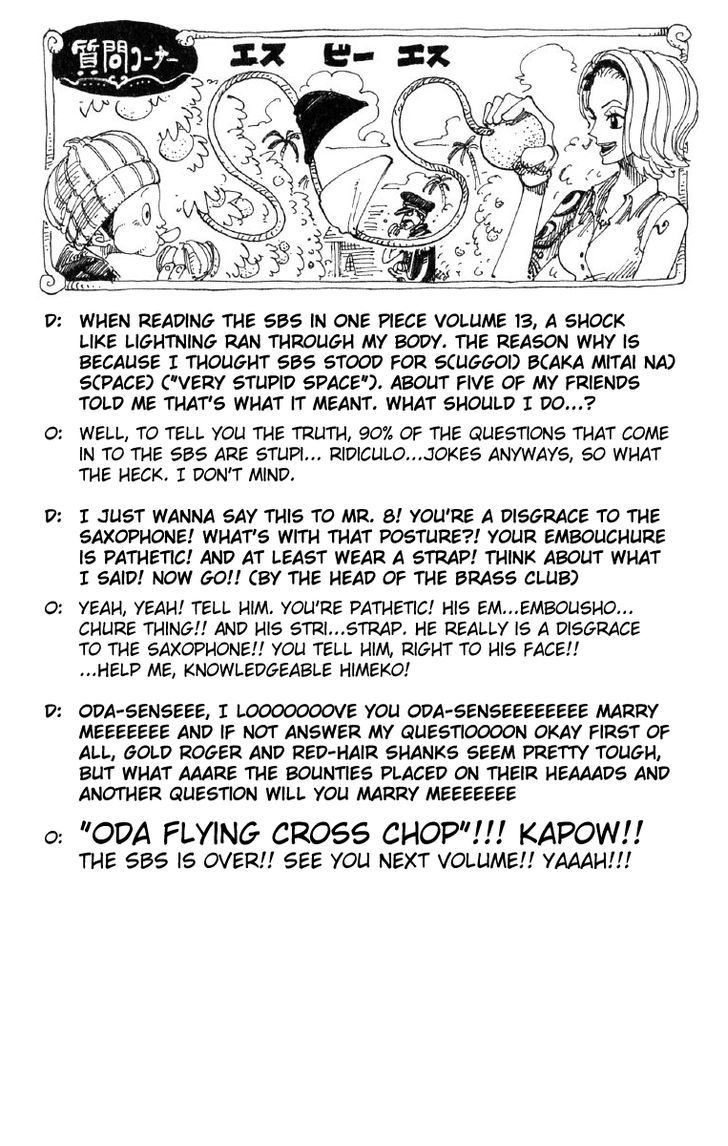 質問コーナー
エス ビー エス
SBS
D: WHEN READING THE SBS IN ONE PIECE VOLUME 13, A SHOCK
LIKE LIGHTNING RAN THROUGH MY BODY. THE REASON WHY IS
BECAUSE I THOUGHT SBS STOOD FOR S(UGGOI) B(AKA MITAI NA)
S(PACE) ("VERY STUPID SPACE"). ABOUT FIVE OF MY FRIENDS
TOLD ME THAT'S WHAT IT MEANT. WHAT SHOULD I DO...?
O: WELL, TO TELL YOU THE TRUTH, 90% OF THE QUESTIONS THAT COME
IN TO THE SBS ARE STUPI... RIDICULO...JOKES ANYWAYS, SO WHAT
THE HECK. I DON'T MIND.
D: I JUST WANNA SAY THIS TO MR. 8! YOU'RE A DISGRACE TO THE
SAXOPHONE! WHAT'S WITH THAT POSTURE?! YOUR EMBOUCHURE
IS PATHETIC! AND AT LEAST WEAR A STRAP! THINK ABOUT WHAT
I SAID! NOW GO!! (BY THE HEAD OF THE BRASS CLUB)
O: YEAH, YEAH! TELL HIM. YOU'RE PATHETIC! HIS EM...EMBOUSHO...
CHURE THING!! AND HIS STRI...STRAP. HE REALLY IS A DISGRACE
TO THE SAXOPHONE!! YOU TELL HIM, RIGHT TO HIS FACE!!
...HELP ME, KNOWLEDGEABLE HIMEKO!
D: ODA-SENSEEE, I LOOOOOOOVE YOU ODA-SENSEEEEEEEE MARRY
MEEEEEEE AND IF NOT ANSWER MY QUESTIOOOON OKAY FIRST OF
ALL, GOLD ROGER AND RED-HAIR SHANKS SEEM PRETTY TOUGH,
BUT WHAT AAARE THE BOUNTIES PLACED ON THEIR HEAAADS AND
ANOTHER QUESTION WILL YOU MARRY MEEEEEEE
O: "ODA FLYING CROSS CHOP"!!! KAPOW!!
THE SBS IS OVER!! SEE YOU NEXT VOLUME!! YAAAH!!!